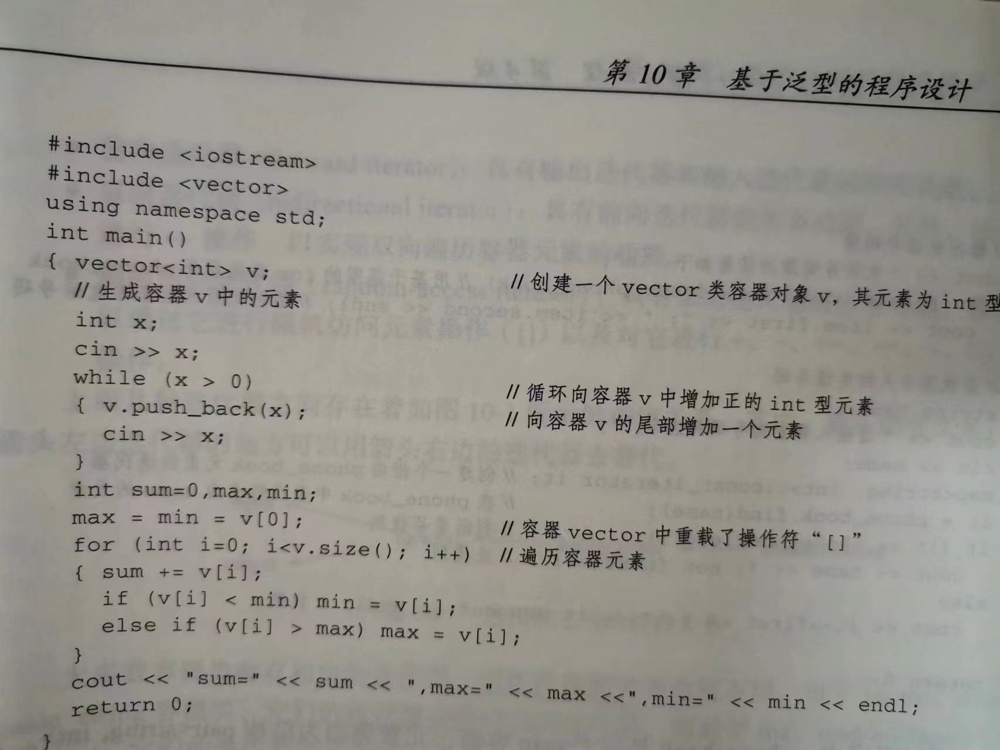 第 10 章 基于泛型的程序设计
#include <iostream>
#include <vector>
using namespace std;
int main()
{ vector<int> v; //创建一个 vector 类容器对象 v，其元素为 int 型
//生成容器 v 中的元素
int x;
cin >> x;
while (x > 0) //循环向容器 v 中增加正的 int 型元素
{ v.push_back(x); //向容器 v 的尾部增加一个元素
cin >> x;
}
int sum=0,max,min;
max = min = v[0]; //容器 vector 中重载了操作符“[]”
for (int i=0; i<v.size(); i++) //遍历容器元素
{ sum += v[i];
if (v[i] < min) min = v[i];
else if (v[i] > max) max = v[i];
}
cout << "sum=" << sum << ",max=" << max <<",min=" << min << endl;
return 0;
}